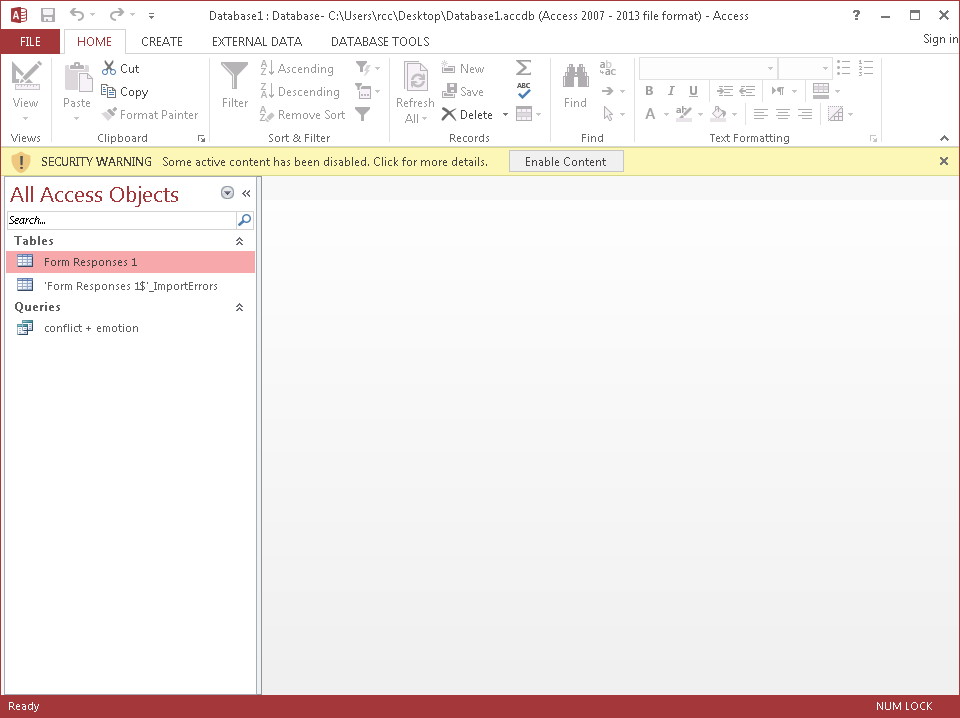 Database1 : Database- C:\Users\rcc\Desktop\Database1.accdb (Access 2007 - 2013 file format) - Access
?
FILE HOME CREATE EXTERNAL DATA DATABASE TOOLS Sign in
View
Views
Paste
Cut
Copy
Format Painter
Clipboard
Filter
Ascending
Descending
Remove Sort
Sort & Filter
Refresh
All
New
Save
Delete
ABC
Records
Find
ab
ac
Find
B I U
A ab
Text Formatting
SECURITY WARNING Some active content has been disabled. Click for more details. Enable Content
All Access Objects
Search...
Tables
Form Responses 1
'Form Responses 1$'_ImportErrors
Queries
conflict + emotion
Ready NUM LOCK